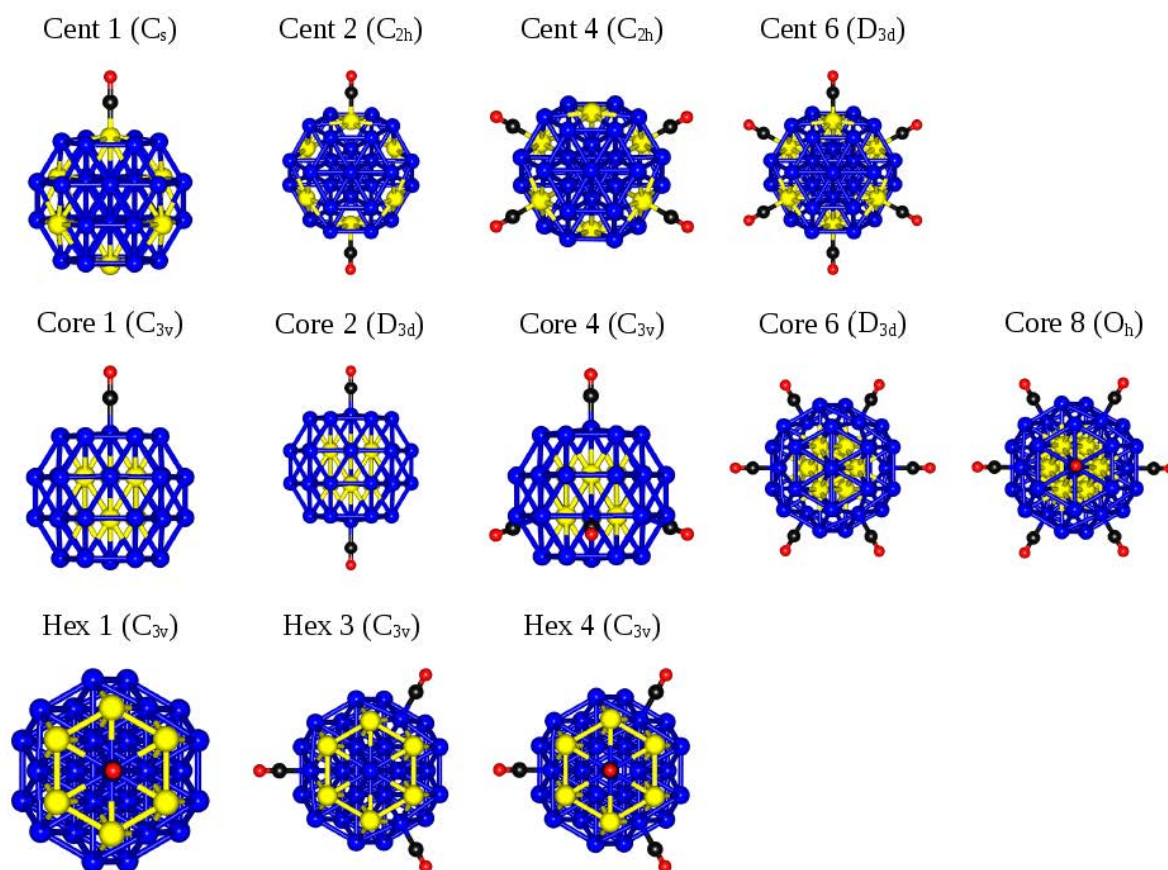 Cent 1 (Cₛ)
Cent 2 (C₂ₕ)
Cent 4 (C₂ₕ)
Cent 6 (D₃d)
Core 1 (C₃ᵥ)
Core 2 (D₃d)
Core 4 (C₃ᵥ)
Core 6 (D₃d)
Core 8 (Oₕ)
Hex 1 (C₃ᵥ)
Hex 3 (C₃ᵥ)
Hex 4 (C₃ᵥ)